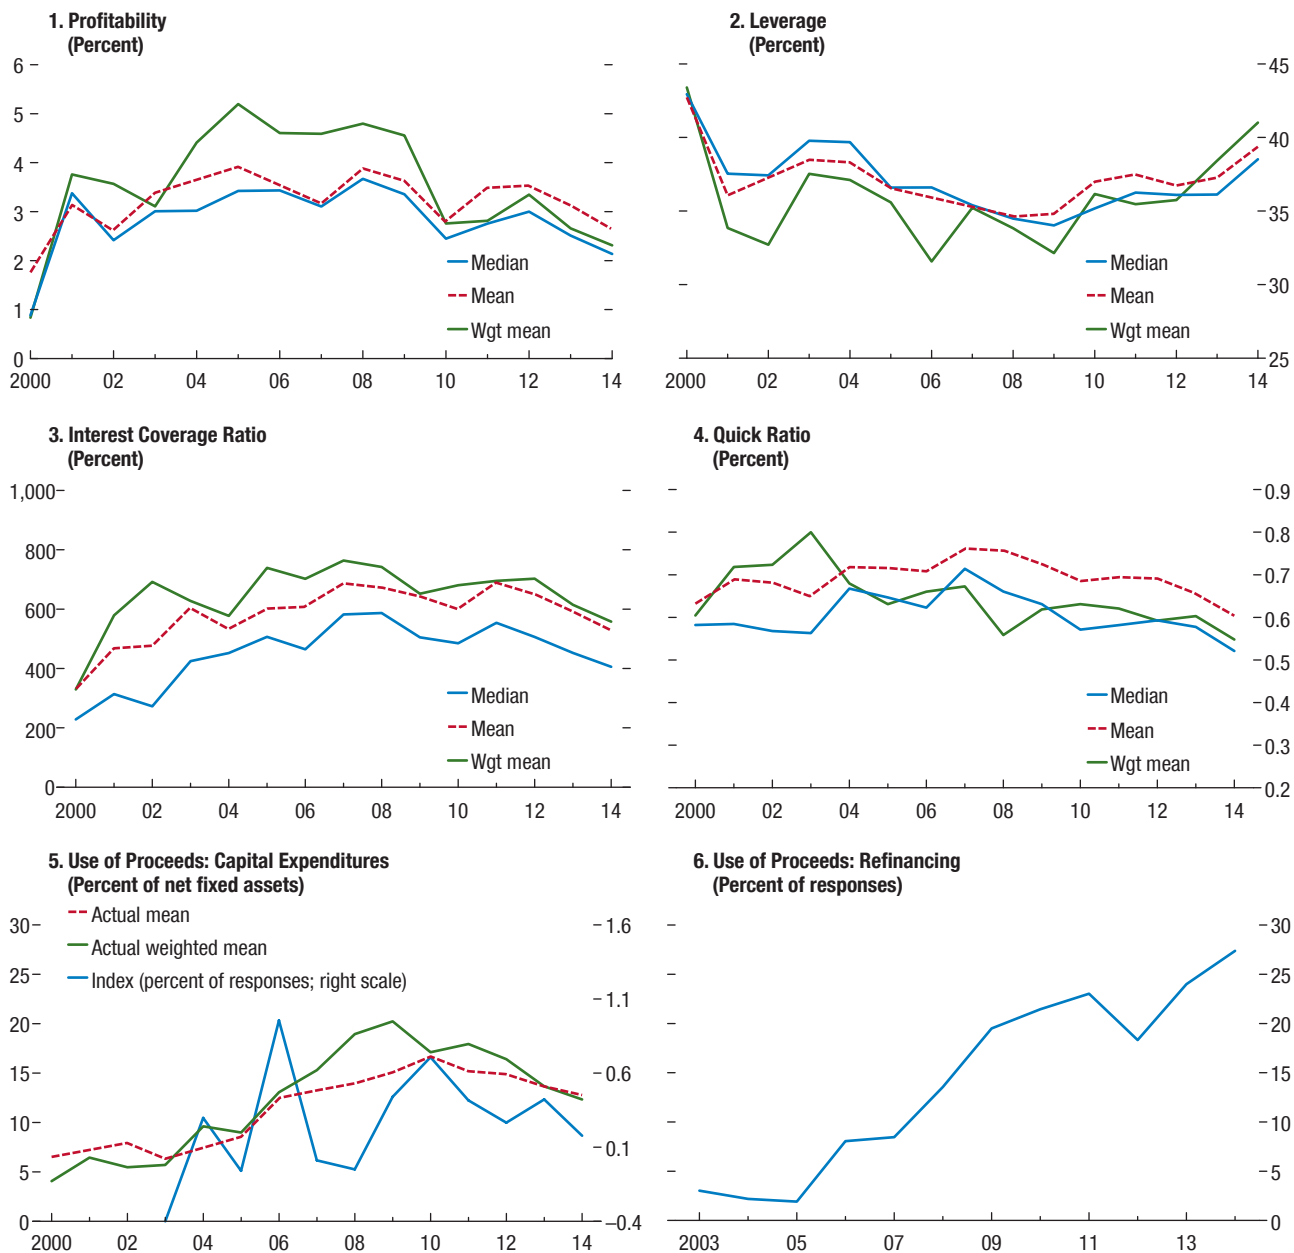 1. Profitability
(Percent)
6
5
4
3
2
1
0
Median
Mean
Wgt mean
2000 02 04 06 08 10 12 14
2. Leverage
(Percent)
45
40
35
30
25
Median
Mean
Wgt mean
2000 02 04 06 08 10 12 14
3. Interest Coverage Ratio
(Percent)
1,000
800
600
400
200
0
Median
Mean
Wgt mean
2000 02 04 06 08 10 12 14
4. Quick Ratio
(Percent)
0.9
0.8
0.7
0.6
0.5
0.4
0.3
0.2
Median
Mean
Wgt mean
2000 02 04 06 08 10 12 14
5. Use of Proceeds: Capital Expenditures
(Percent of net fixed assets)
Actual mean
Actual weighted mean
Index (percent of responses; right scale)
30
25
20
15
10
5
0
1.6
1.1
0.6
0.1
–0.4
2000 02 04 06 08 10 12 14
6. Use of Proceeds: Refinancing
(Percent of responses)
30
25
20
15
10
5
0
2003 05 07 09 11 13